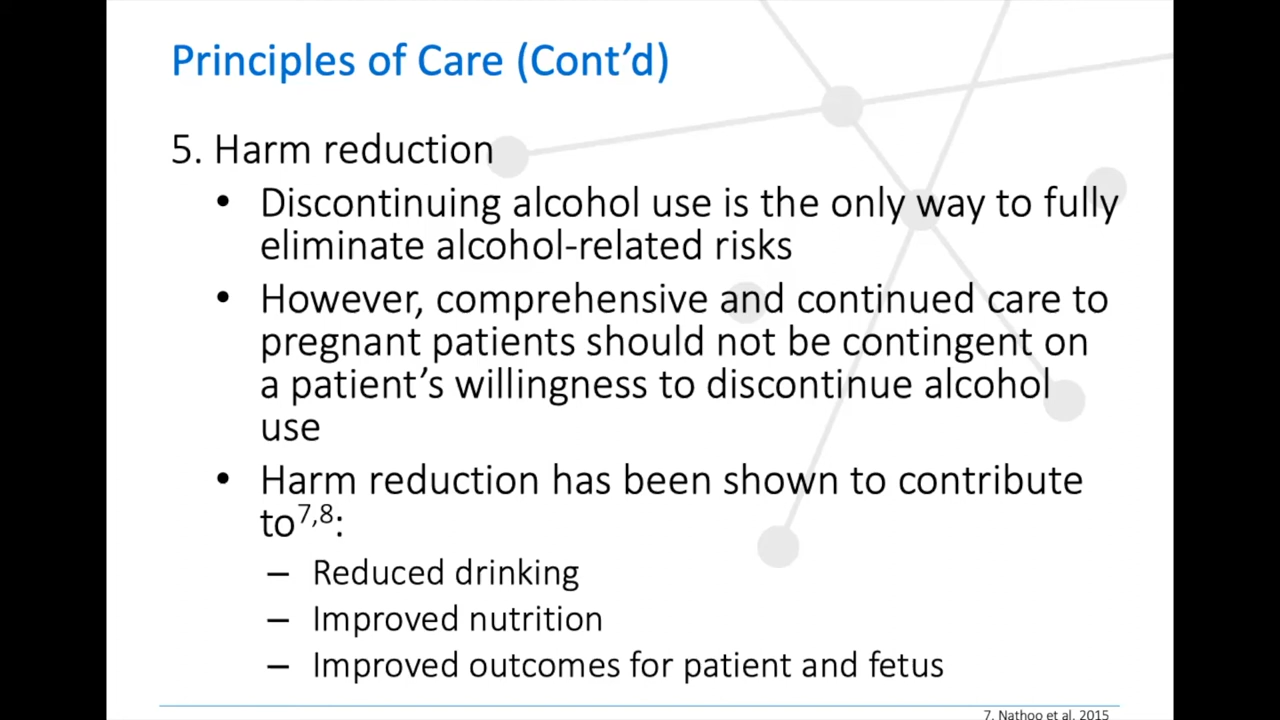 Principles of Care (Cont’d)
5. Harm reduction
• Discontinuing alcohol use is the only way to fully
eliminate alcohol-related risks
• However, comprehensive and continued care to
pregnant patients should not be contingent on
a patient’s willingness to discontinue alcohol
use
• Harm reduction has been shown to contribute
to7,8:
– Reduced drinking
– Improved nutrition
– Improved outcomes for patient and fetus
7. Nathoo et al. 2015